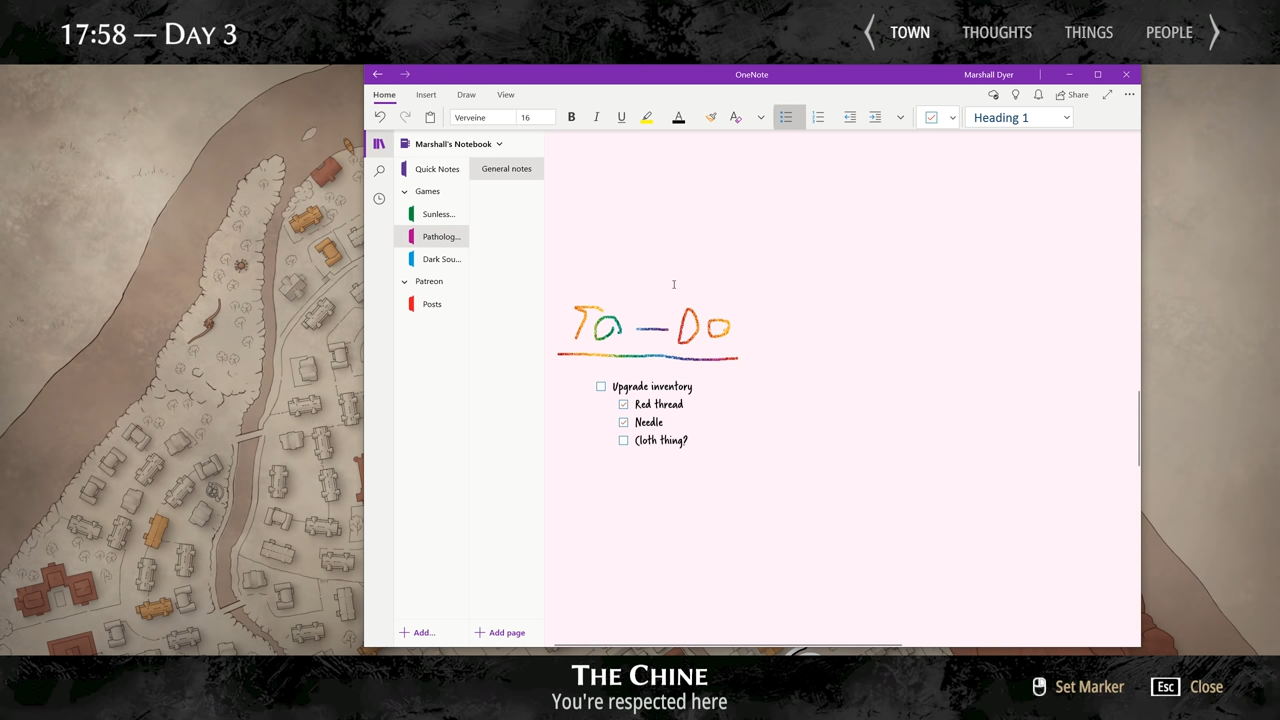 17:58 — DAY 3
TOWN THOUGHTS THINGS PEOPLE
OneNote
Marshall Dyer
Home Insert Draw View
Share
Verveine 16 B I U A Heading 1
Marshall's Notebook
Quick Notes
General notes
Games
Sunless...
Patholog...
Dark Sou...
Patreon
Posts
To-Do
Upgrade inventory
Red thread
Needle
Cloth thing?
Add...
Add page
THE CHINE
You're respected here
Set Marker
Esc Close